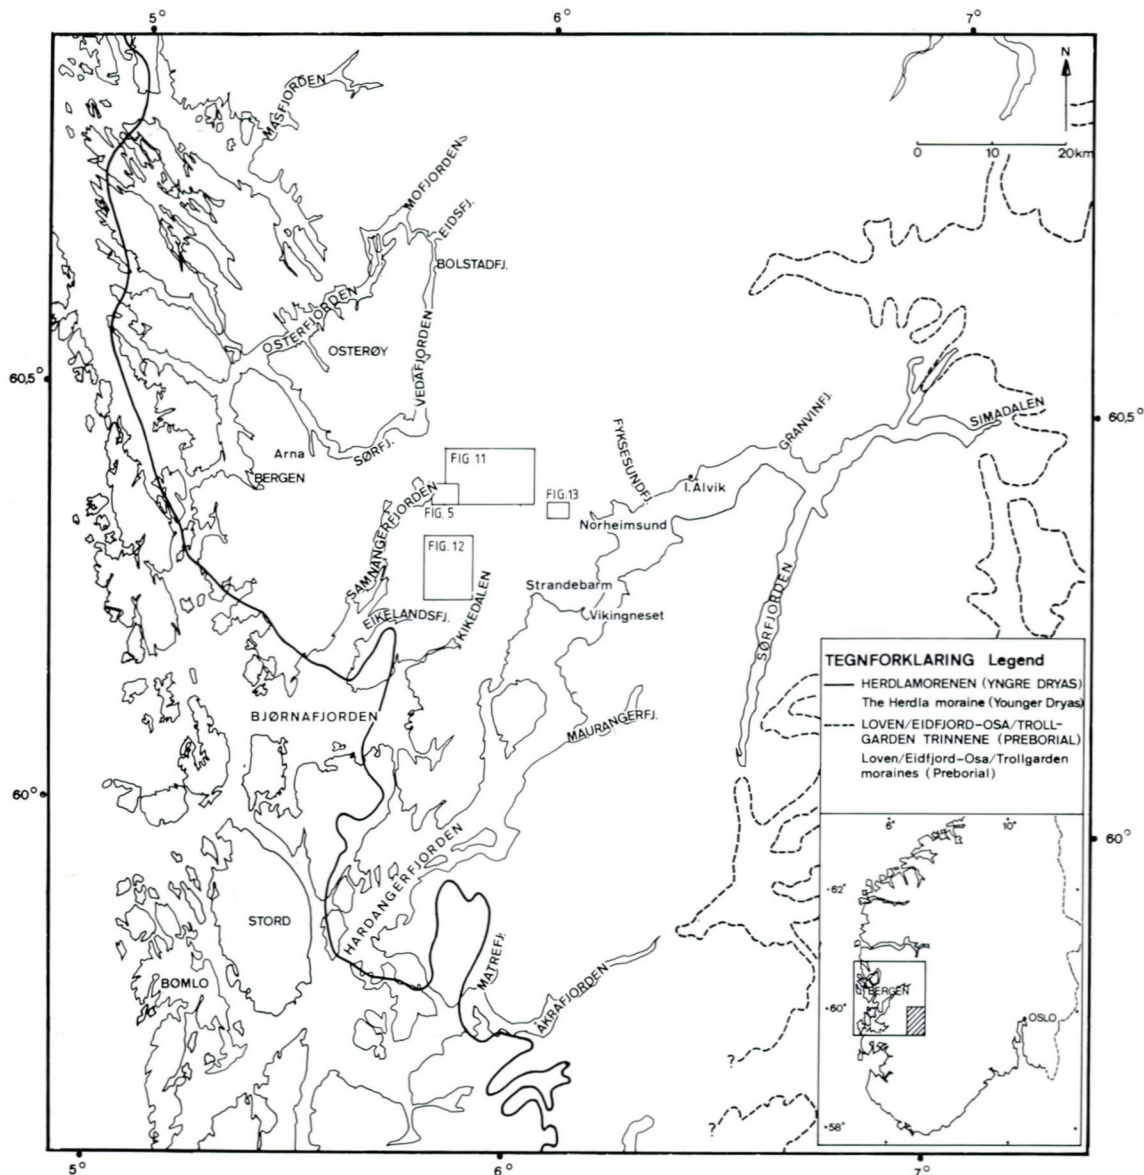 5°
6°
7°
N
0 10 20km
MASFJORDEN
MOFJORDEN
EIDSFJ.
BOLSTADFJ.
OSTERFJORDEN
OSTERØY
VEDAFJORDEN
60,5°
60,5°
SIMADALEN
GRANVINFJ.
FYKSESUNDFJ.
Arna
SØRFJ.
BERGEN
FIG. 11
I. Ålvik
FIG. 5
FIG. 13
Norheimsund
SAMNANGERFJORDEN
FIG. 12
Strandebarm
EIKELANDSFJ.
KIKEDALEN
Vikingneset
SØRFJORDEN
BJØRNAFJORDEN
MAURANGERFJ.
60°
60°
HARDANGERFJORDEN
STORD
BØMLO
MATREFJ.
ÅKRAFJORDEN
?
?
TEGNFORKLARING Legend
HERDLAMORENEN (YNGRE DRYAS)
The Herdla moraine (Younger Dryas)
LOVEN/EIDFJORD-OSA/TROLL-
GARDEN TRINNENE (PREBORIAL)
Loven/Eidfjord-Osa/Trollgarden
moraines (Preborial)
6° 10°
+62°
BERGEN
+60°
OSLO
+58°
5°
6°
7°